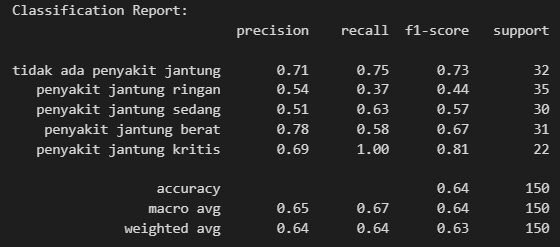 Classification Report:
precision recall f1-score support
tidak ada penyakit jantung 0.71 0.75 0.73 32
penyakit jantung ringan 0.54 0.37 0.44 35
penyakit jantung sedang 0.51 0.63 0.57 30
penyakit jantung berat 0.78 0.58 0.67 31
penyakit jantung kritis 0.69 1.00 0.81 22
accuracy 0.64 150
macro avg 0.65 0.67 0.64 150
weighted avg 0.64 0.64 0.63 150